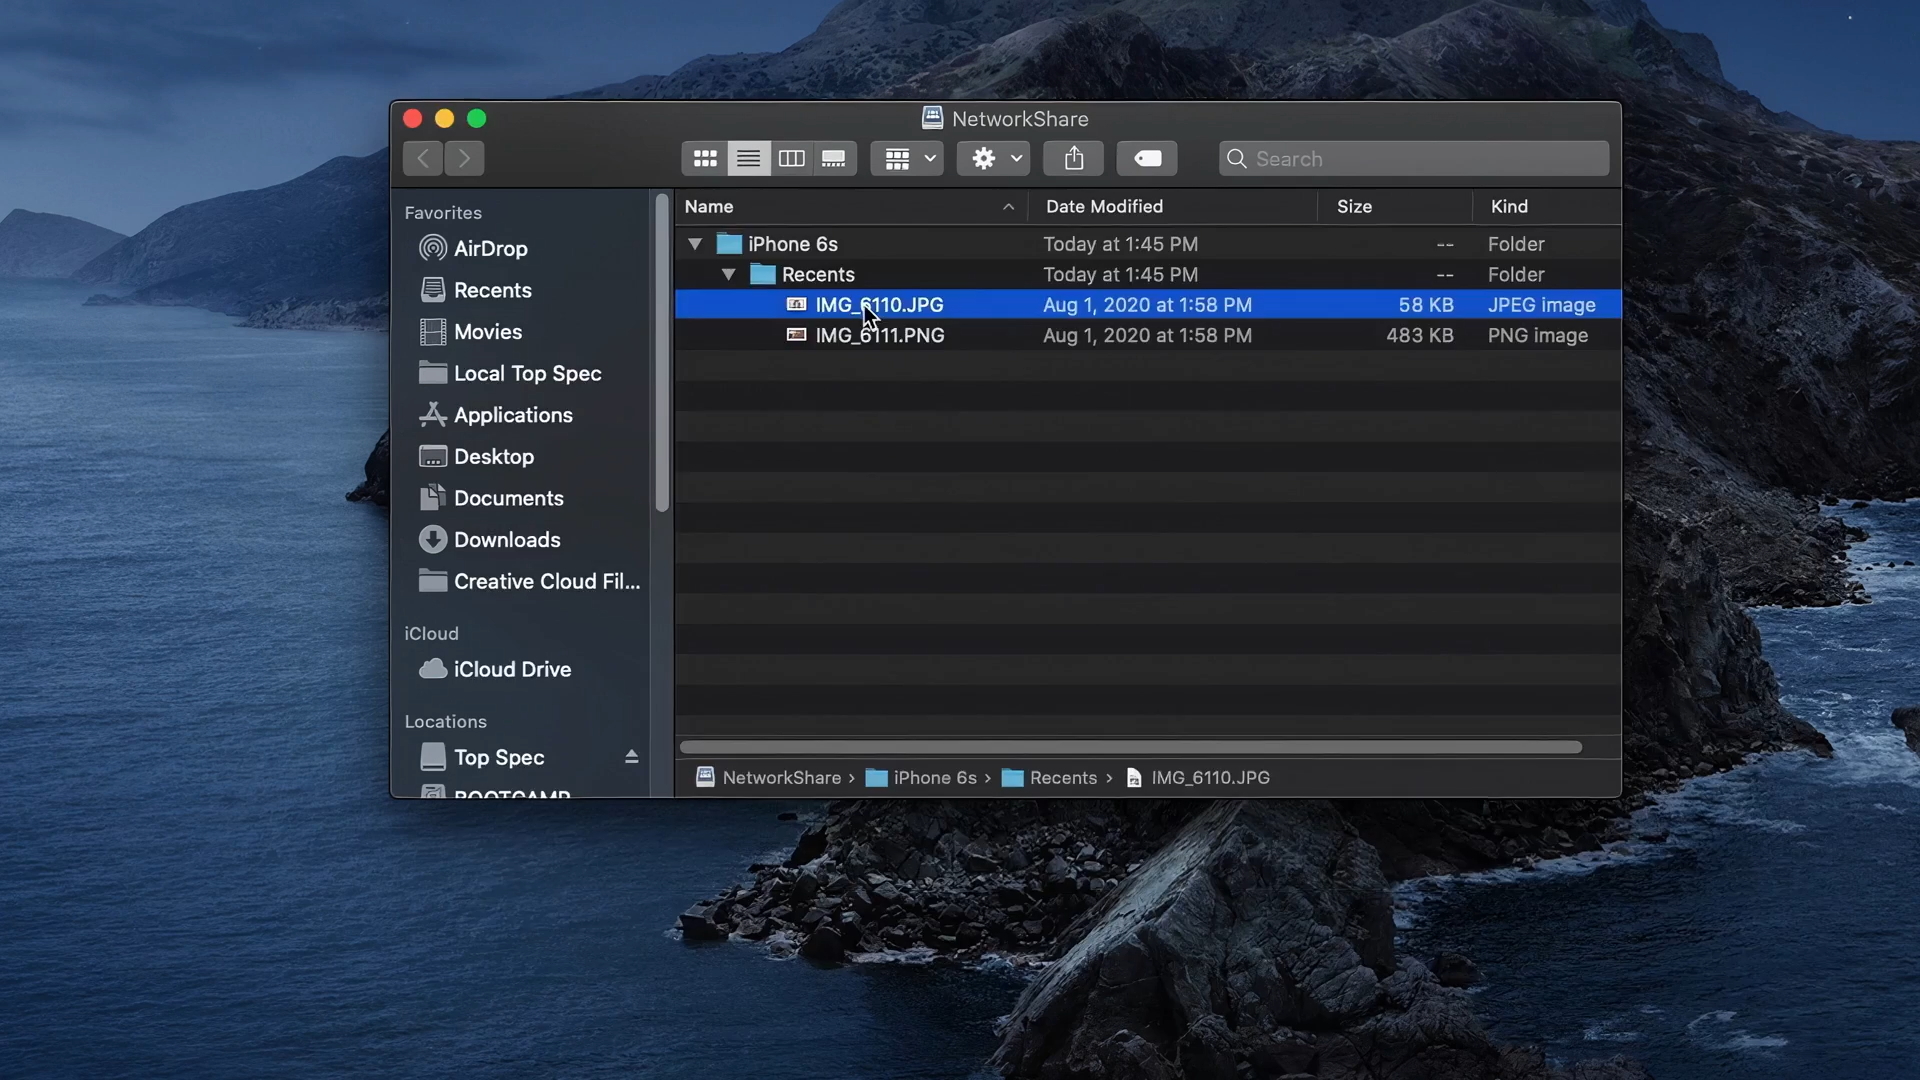 NetworkShare
Search
Favorites
AirDrop
Recents
Movies
Local Top Spec
Applications
Desktop
Documents
Downloads
Creative Cloud Fil...
iCloud
iCloud Drive
Locations
Top Spec
BOOTCAMP
Name Date Modified Size Kind
iPhone 6s Today at 1:45 PM -- Folder
Recents Today at 1:45 PM -- Folder
IMG_6110.JPG Aug 1, 2020 at 1:58 PM 58 KB JPEG image
IMG_6111.PNG Aug 1, 2020 at 1:58 PM 483 KB PNG image
NetworkShare › iPhone 6s › Recents › IMG_6110.JPG